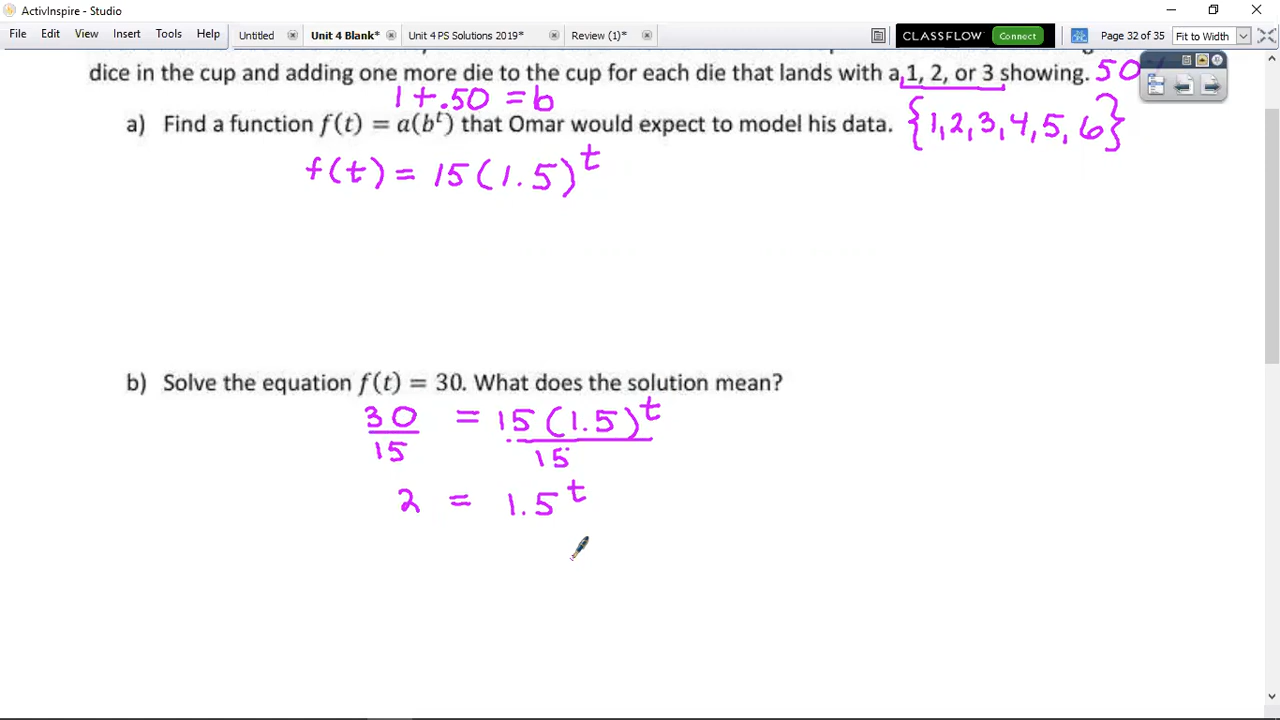 ActivInspire - Studio
File Edit View Insert Tools Help Untitled Unit 4 Blank* Unit 4 PS Solutions 2019* Review (1)* CLASSFLOW Connect Page 32 of 35 Fit to Width
dice in the cup and adding one more die to the cup for each die that lands with a 1, 2, or 3 showing. 50
1 + .50 = b
a) Find a function f(t) = a(b^t) that Omar would expect to model his data. {1,2,3,4,5,6}
f(t) = 15(1.5)^t
b) Solve the equation f(t) = 30. What does the solution mean?
30 = 15(1.5)^t
15 15
2 = 1.5^t